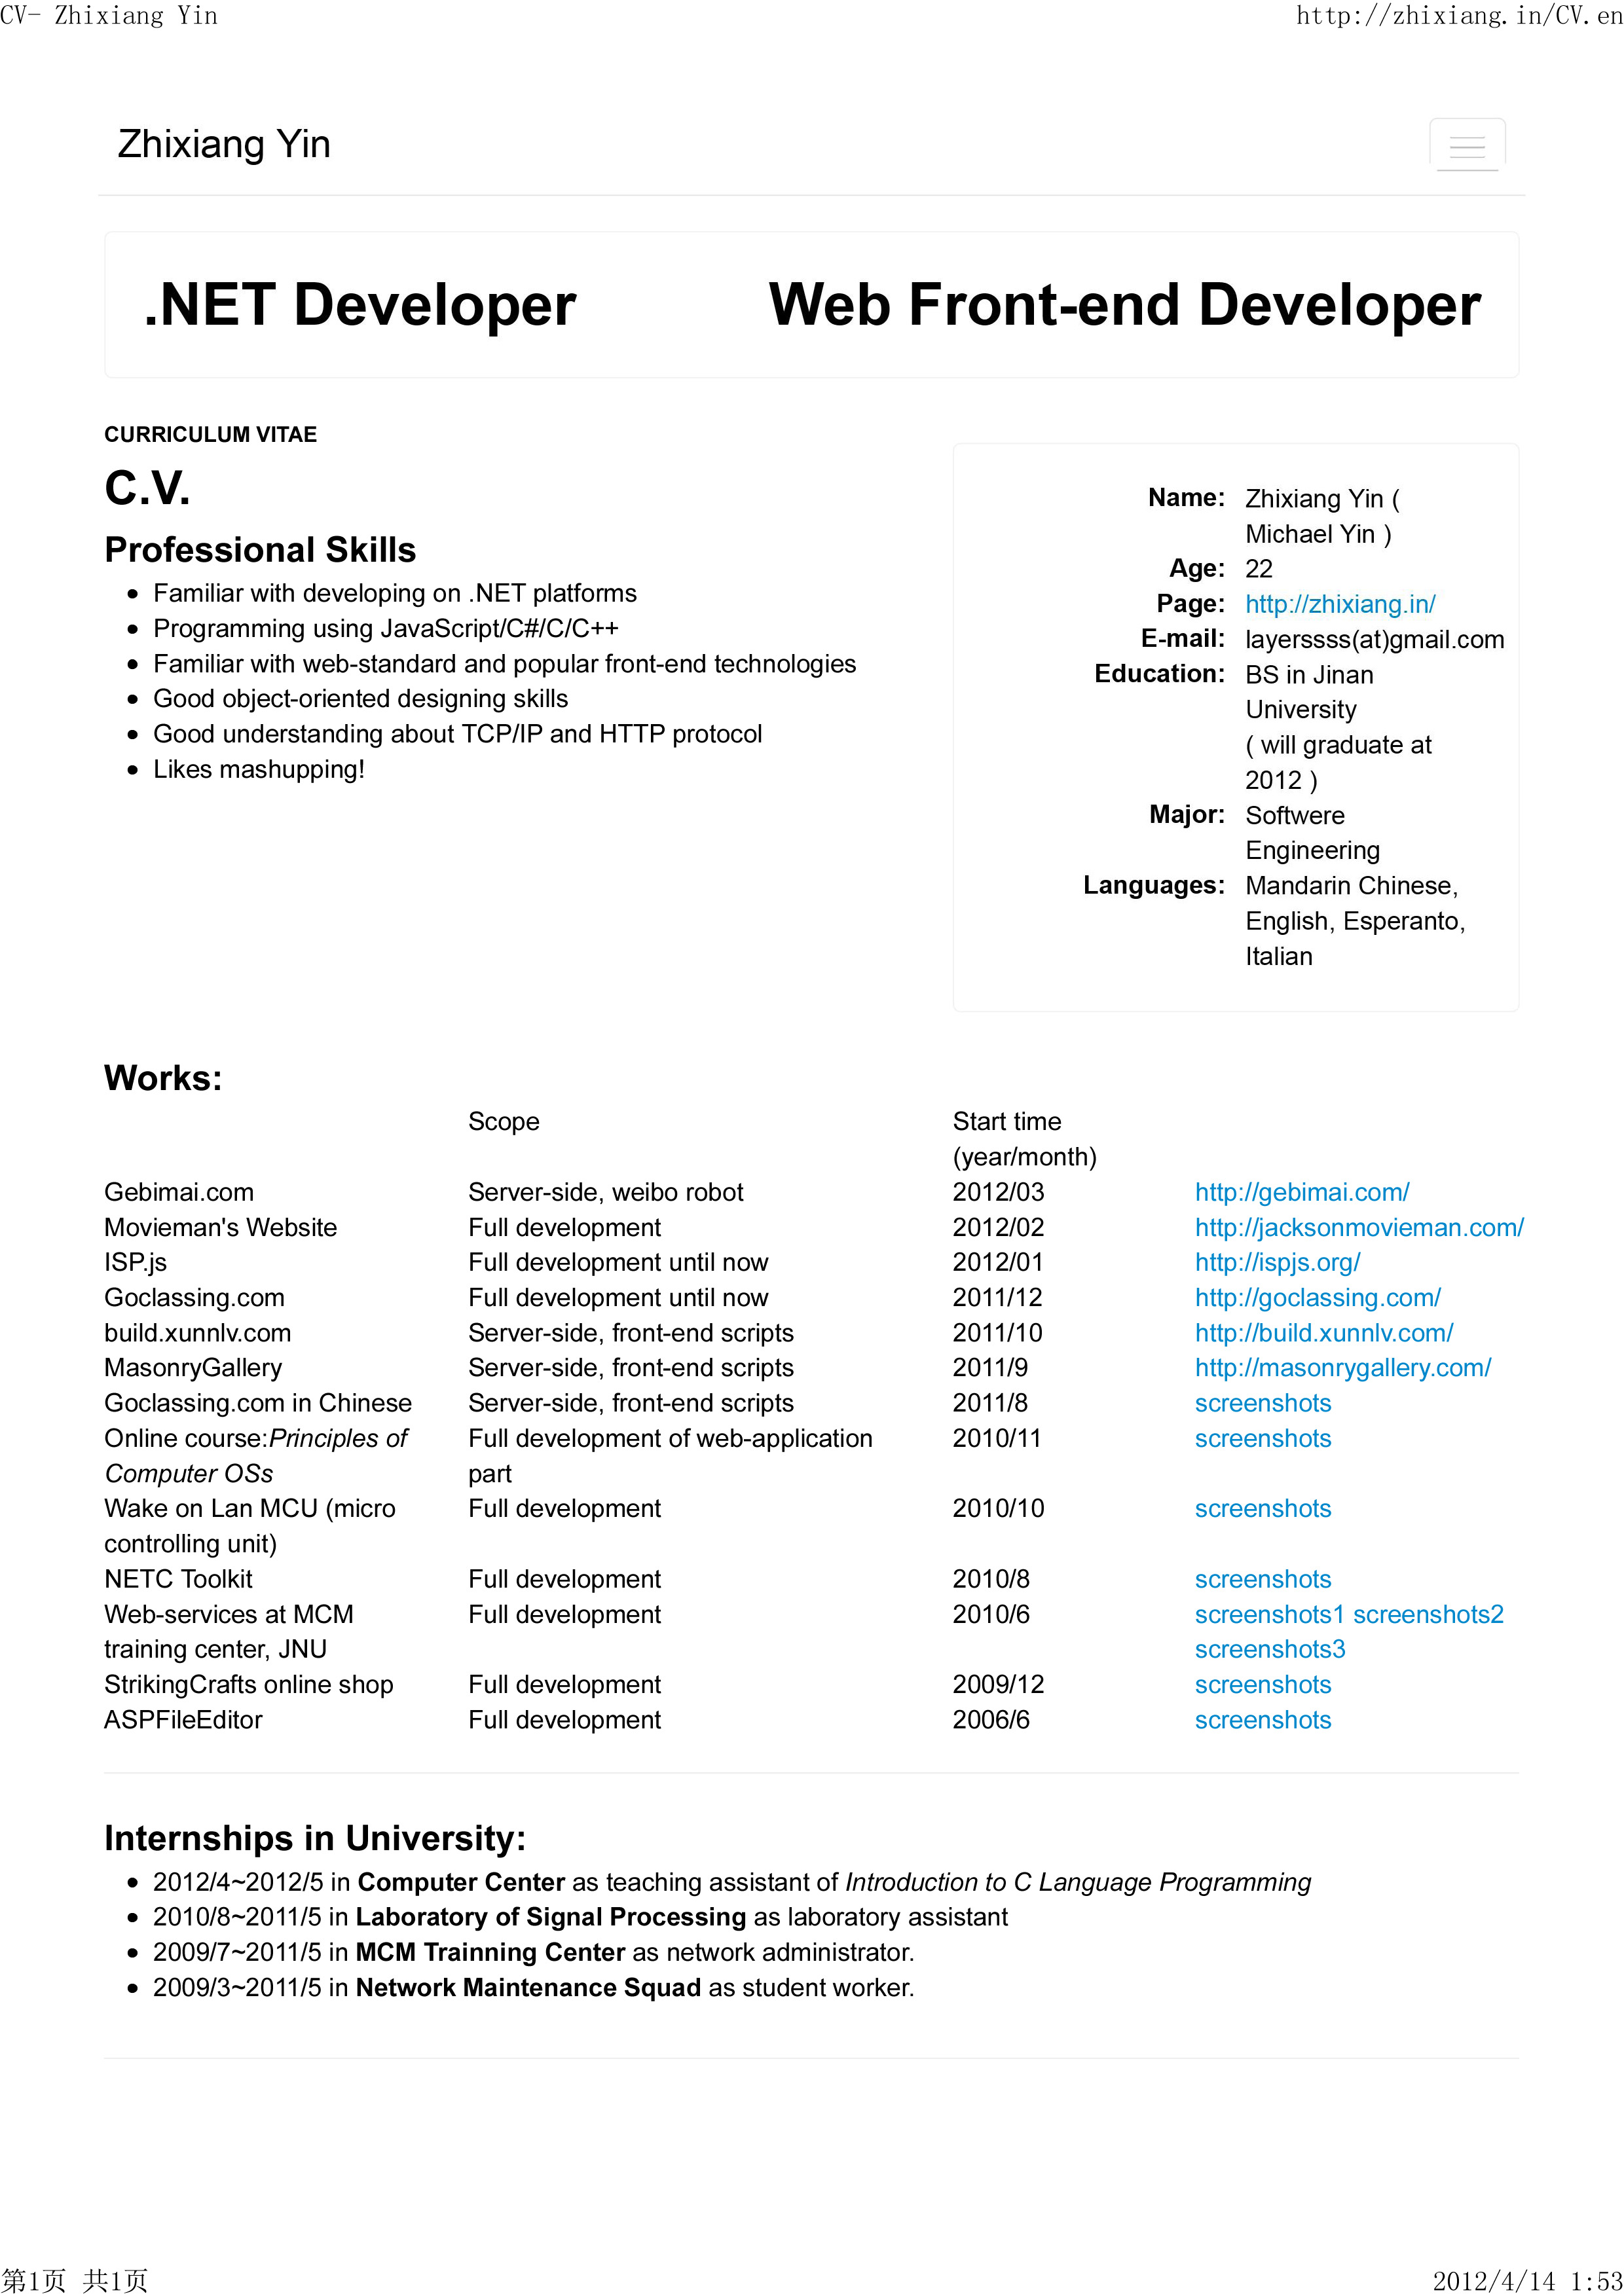 CV- Zhixiang Yin http://zhixiang.in/CV.en
Zhixiang Yin
.NET Developer Web Front-end Developer
CURRICULUM VITAE
C.V.
Professional Skills
• Familiar with developing on .NET platforms
• Programming using JavaScript/C#/C/C++
• Familiar with web-standard and popular front-end technologies
• Good object-oriented designing skills
• Good understanding about TCP/IP and HTTP protocol
• Likes mashupping!
Name: Zhixiang Yin (
Michael Yin )
Age: 22
Page: http://zhixiang.in/
E-mail: layerssss(at)gmail.com
Education: BS in Jinan
University
( will graduate at
2012 )
Major: Softwere
Engineering
Languages: Mandarin Chinese,
English, Esperanto,
Italian
Works:
Scope Start time
(year/month)
Gebimai.com Server-side, weibo robot 2012/03 http://gebimai.com/
Movieman's Website Full development 2012/02 http://jacksonmovieman.com/
ISP.js Full development until now 2012/01 http://ispjs.org/
Goclassing.com Full development until now 2011/12 http://goclassing.com/
build.xunnlv.com Server-side, front-end scripts 2011/10 http://build.xunnlv.com/
MasonryGallery Server-side, front-end scripts 2011/9 http://masonrygallery.com/
Goclassing.com in Chinese Server-side, front-end scripts 2011/8 screenshots
Online course:Principles of Full development of web-application 2010/11 screenshots
Computer OSs part
Wake on Lan MCU (micro Full development 2010/10 screenshots
controlling unit)
NETC Toolkit Full development 2010/8 screenshots
Web-services at MCM Full development 2010/6 screenshots1 screenshots2
training center, JNU screenshots3
StrikingCrafts online shop Full development 2009/12 screenshots
ASPFileEditor Full development 2006/6 screenshots
Internships in University:
• 2012/4~2012/5 in Computer Center as teaching assistant of Introduction to C Language Programming
• 2010/8~2011/5 in Laboratory of Signal Processing as laboratory assistant
• 2009/7~2011/5 in MCM Trainning Center as network administrator.
• 2009/3~2011/5 in Network Maintenance Squad as student worker.
第1页 共1页 2012/4/14 1:53